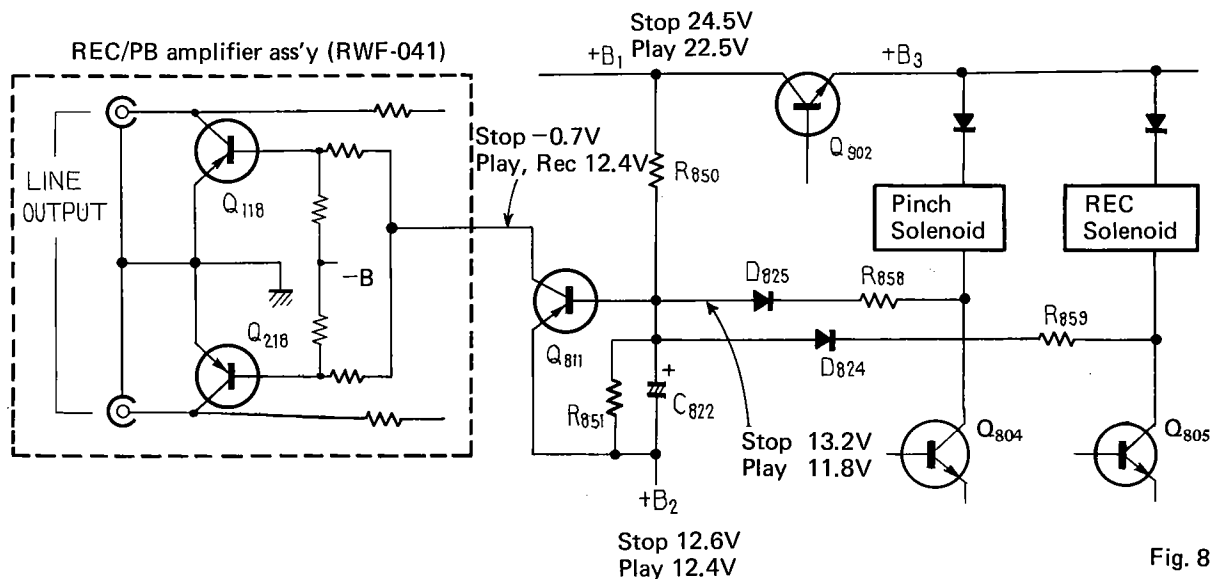 Stop 24.5V
Play 22.5V
REC/PB amplifier ass'y (RWF-041)
+B1
+B3
Stop −0.7V
Play, Rec 12.4V
Q902
LINE
OUTPUT
Q118
R850
Pinch
Solenoid
REC
Solenoid
−B
D825
R858
Q218
Q811
R859
D824
C822
+
R851
Stop 13.2V
Play 11.8V
Q804
Q805
+B2
Stop 12.6V
Play 12.4V
Fig. 8